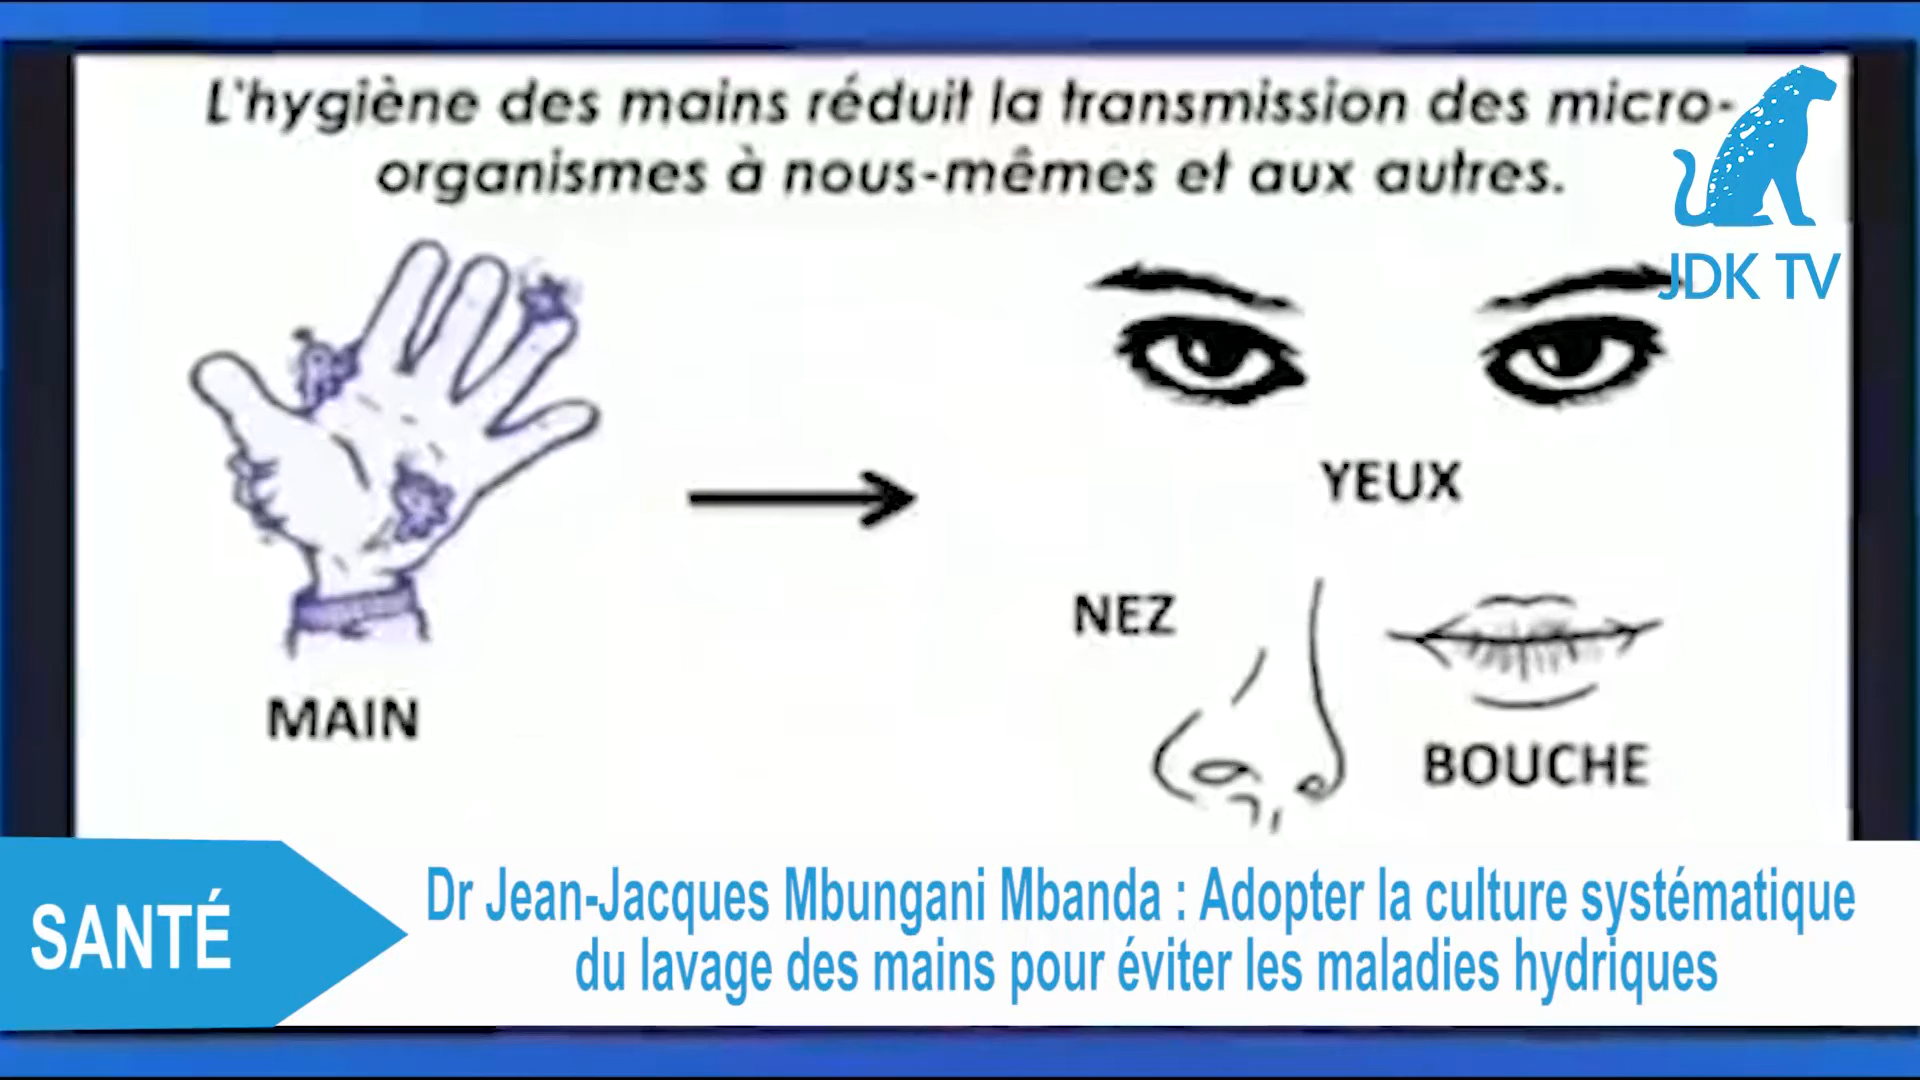 L'hygiène des mains réduit la transmission des micro-
organismes à nous-mêmes et aux autres.
JDK TV
YEUX
NEZ
MAIN
BOUCHE
SANTÉ
Dr Jean-Jacques Mbungani Mbanda : Adopter la culture systématique
du lavage des mains pour éviter les maladies hydriques